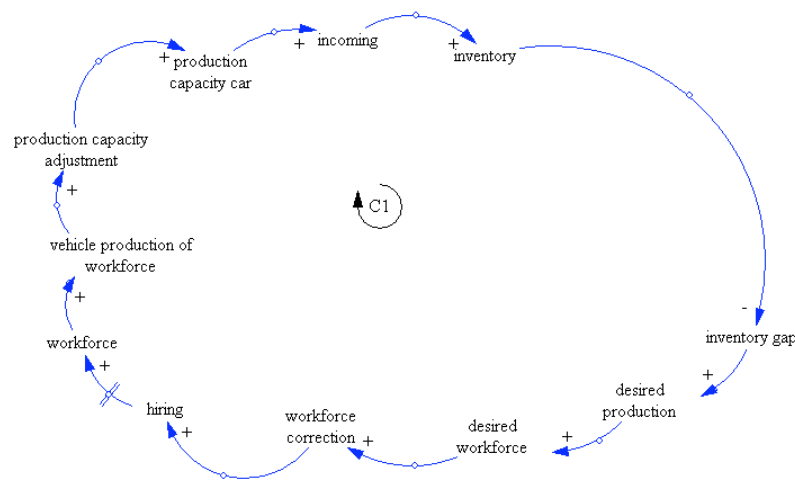 incoming
+
+
inventory
+
production
capacity car
production capacity
adjustment
+
C1
vehicle production of
workforce
+
-
inventory gap
workforce
+
+
desired
production
hiring
+
workforce
correction
+
desired
workforce
+